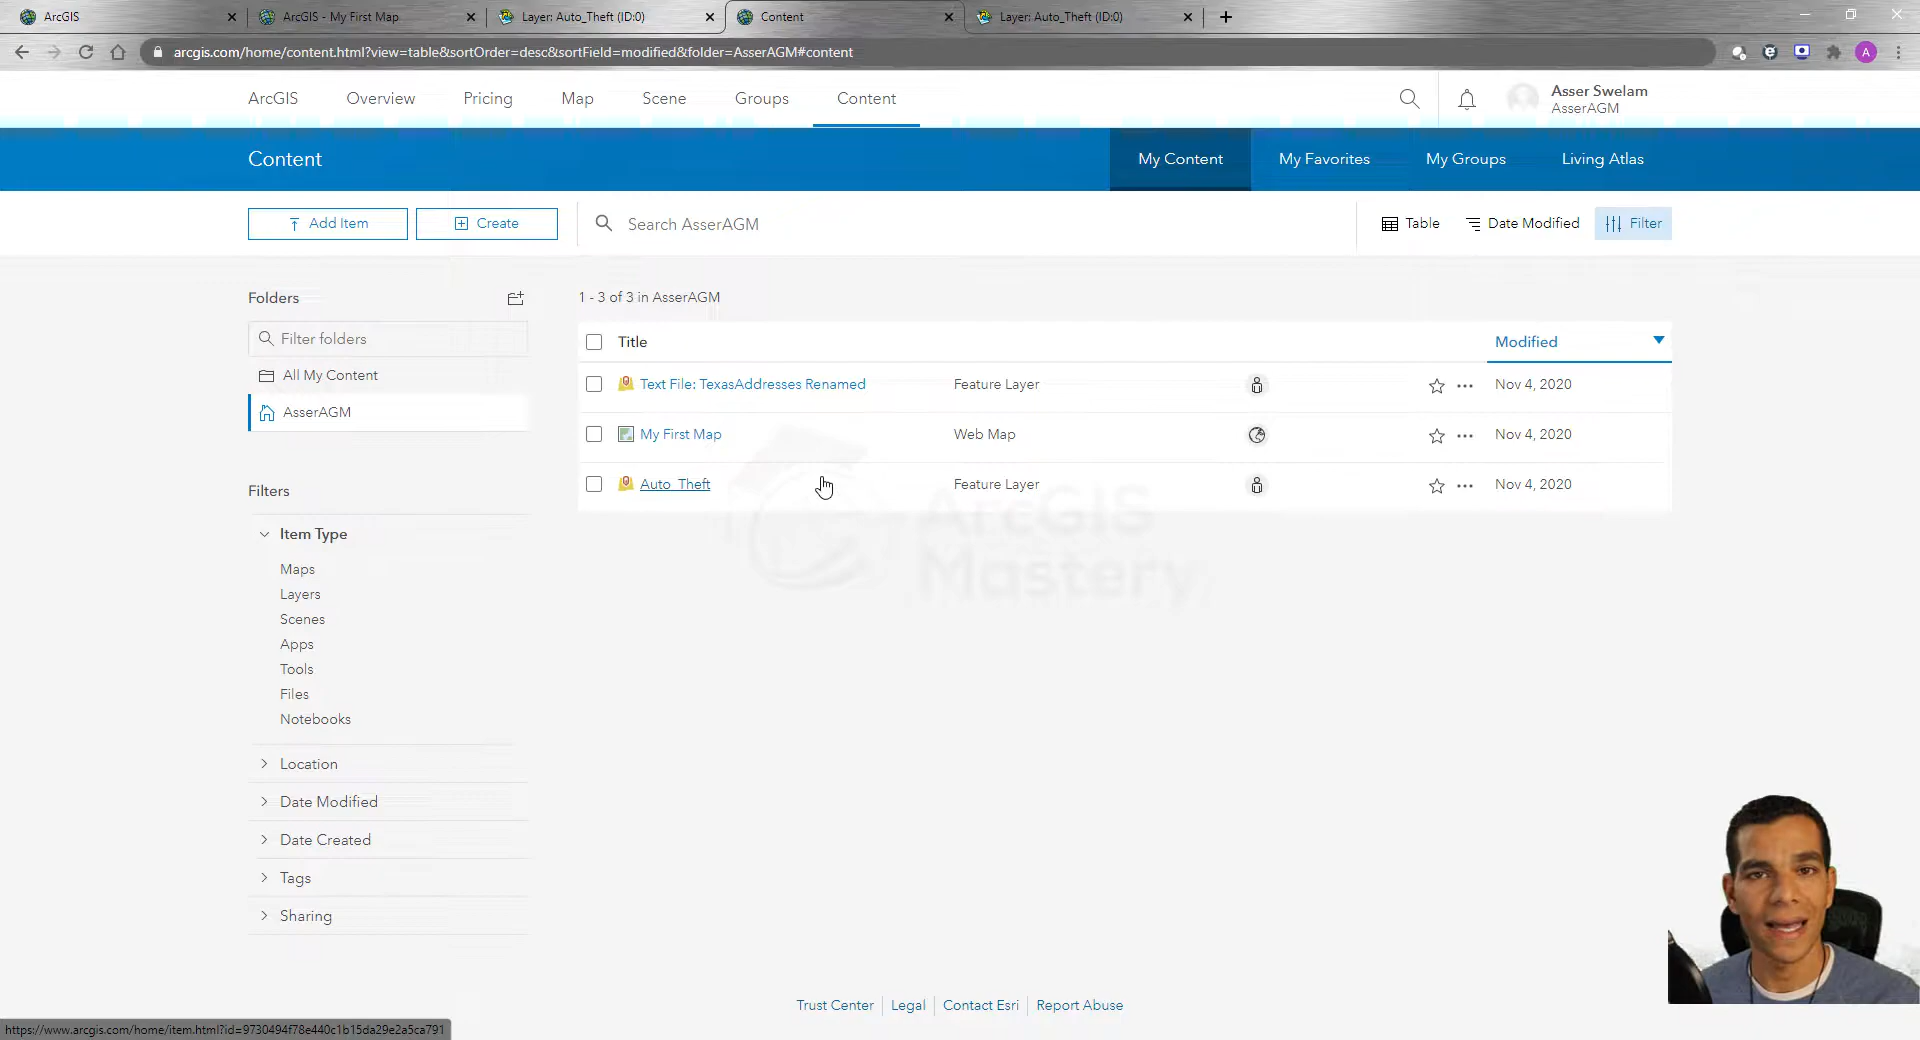 ArcGIS
ArcGIS - My First Map
Layer: Auto_Theft (ID:0)
Content
Layer: Auto_Theft (ID:0)
arcgis.com/home/content.html?view=table&sortOrder=desc&sortField=modified&folder=AsserAGM#content
A
ArcGIS
Overview
Pricing
Map
Scene
Groups
Content
Asser Swelam
AsserAGM
Content
My Content
My Favorites
My Groups
Living Atlas
Add Item
Create
Search AsserAGM
Table
Date Modified
Filter
Folders
Filter folders
All My Content
AsserAGM
1 - 3 of 3 in AsserAGM
Title
Modified
Text File: TexasAddresses Renamed
Feature Layer
Nov 4, 2020
My First Map
Web Map
Nov 4, 2020
Auto_Theft
Feature Layer
Nov 4, 2020
ArcGIS
Mastery
Filters
Item Type
Maps
Layers
Scenes
Apps
Tools
Files
Notebooks
Location
Date Modified
Date Created
Tags
Sharing
Trust Center
Legal
Contact Esri
Report Abuse
https://www.arcgis.com/home/item.html?id=9730494f78e440c1b15da29e2a5ca791